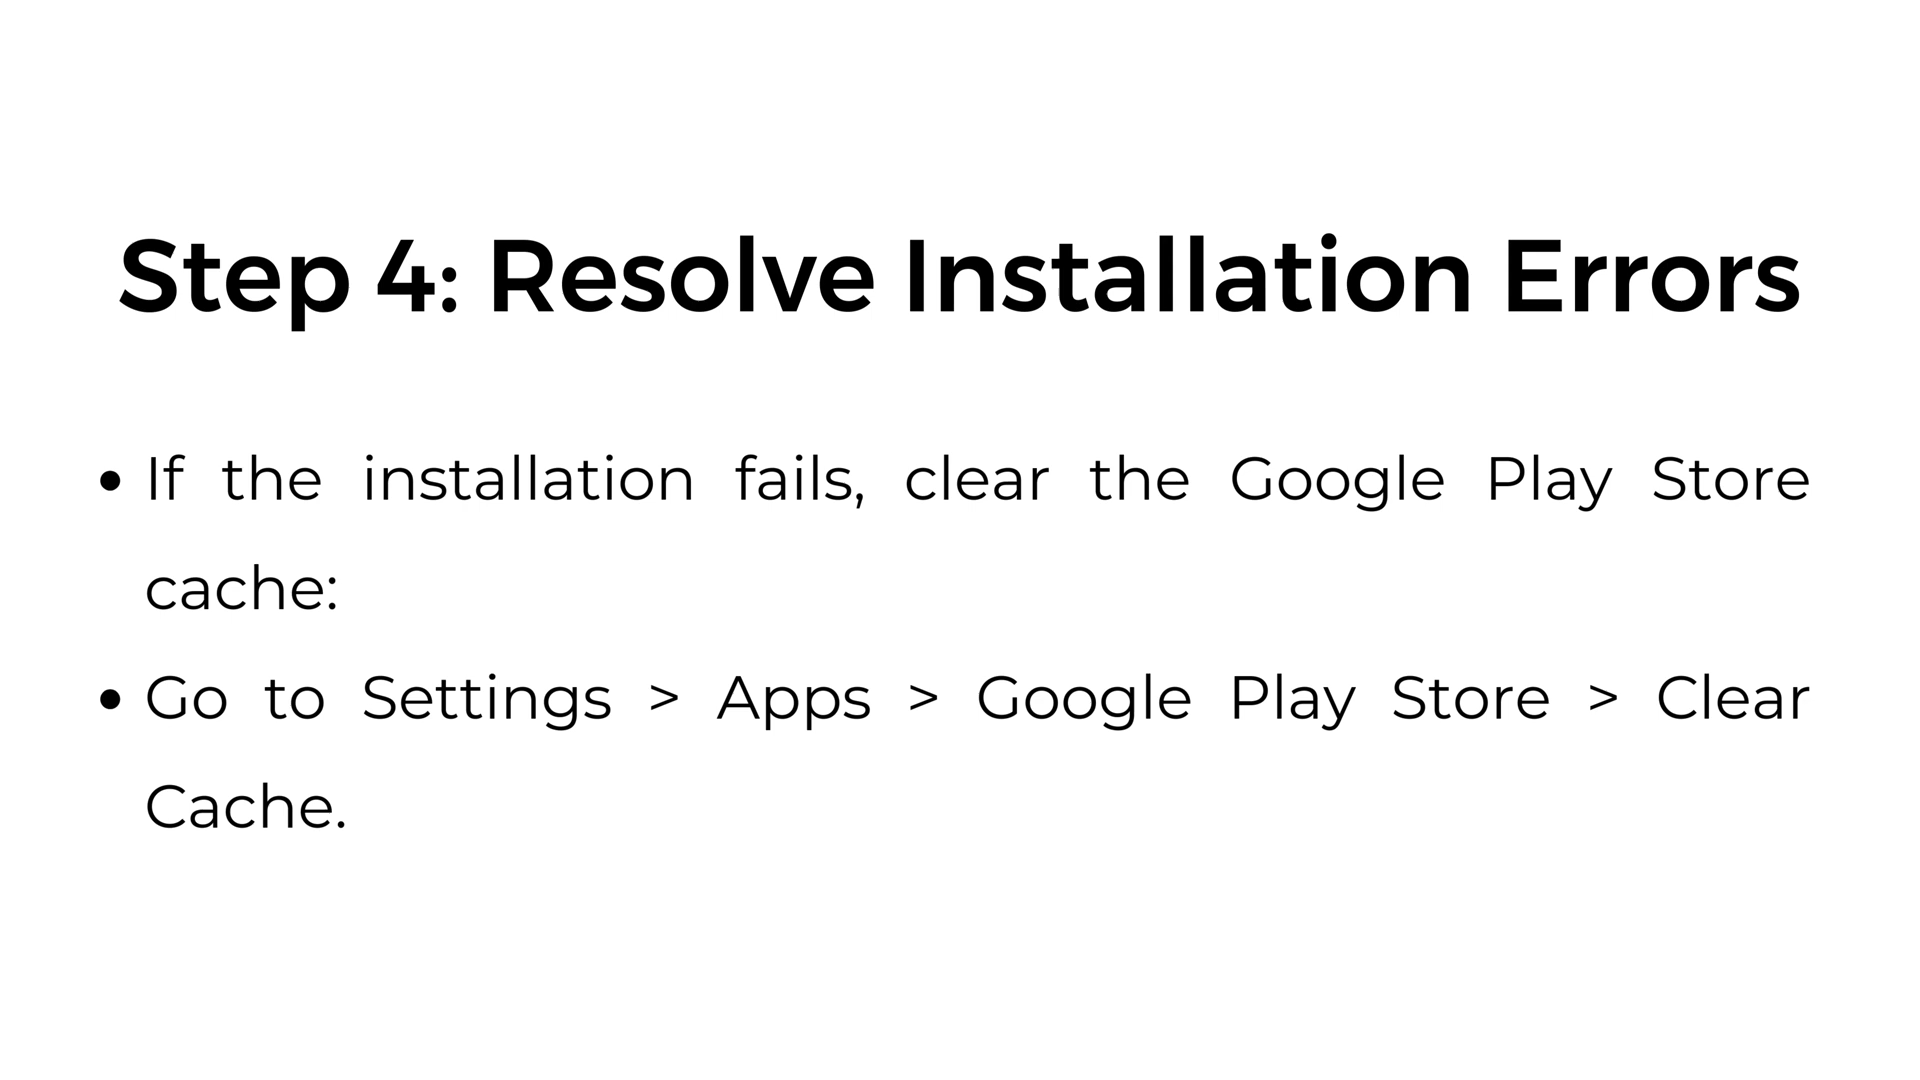 Step 4: Resolve Installation Errors
• If the installation fails, clear the Google Play Store
cache:
• Go to Settings > Apps > Google Play Store > Clear
Cache.